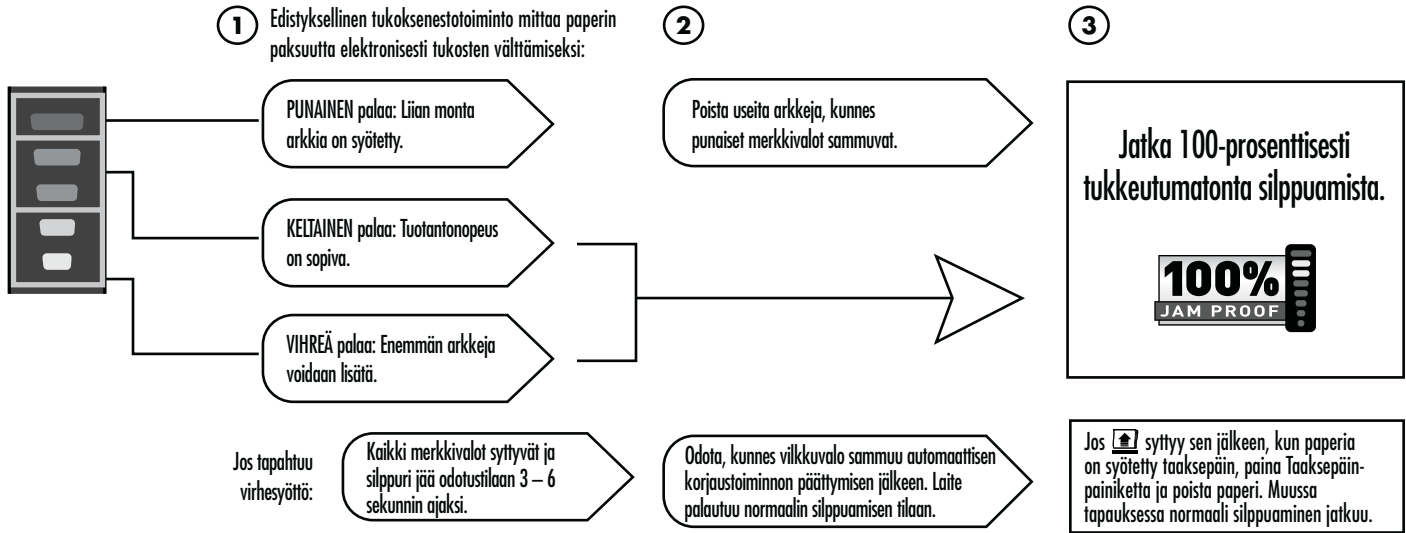 1
Edistyksellinen tukoksenestotoiminto mittaa paperin
paksuutta elektronisesti tukosten välttämiseksi:
PUNAINEN palaa: Liian monta
arkkia on syötetty.
KELTAINEN palaa: Tuotantonopeus
on sopiva.
VIHREÄ palaa: Enemmän arkkeja
voidaan lisätä.
2
Poista useita arkkeja, kunnes
punaiset merkkivalot sammuvat.
3
Jatka 100-prosenttisesti
tukkeutumatonta silppuamista.
100%
JAM PROOF
Jos tapahtuu
virhesyöttö:
Kaikki merkkivalot syttyvät ja
silppuri jää odotustilaan 3 – 6
sekunnin ajaksi.
Odota, kunnes vilkkuvalo sammuu automaattisen
korjaustoiminnon päättymisen jälkeen. Laite
palautuu normaalin silppuamisen tilaan.
Jos syttyy sen jälkeen, kun paperia
on syötetty taaksepäin, paina Taaksepäin-
painiketta ja poista paperi. Muussa
tapauksessa normaali silppuaminen jatkuu.